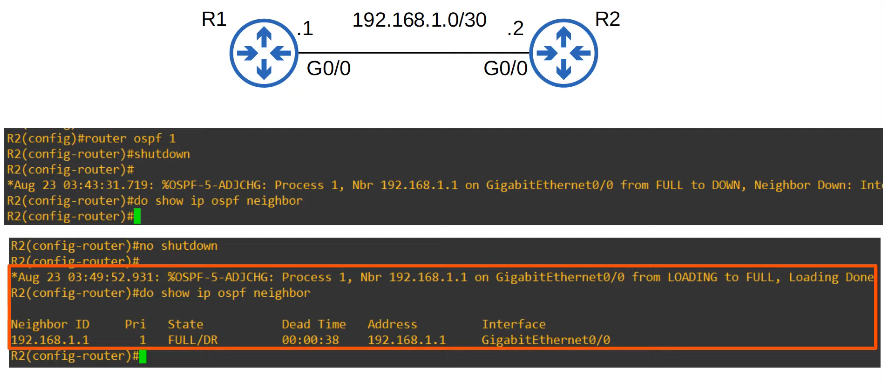 R1 192.168.1.0/30 R2
.1 .2
G0/0 G0/0
R2(config)#router ospf 1
R2(config-router)#shutdown
R2(config-router)#
*Aug 23 03:43:31.719: %OSPF-5-ADJCHG: Process 1, Nbr 192.168.1.1 on GigabitEthernet0/0 from FULL to DOWN, Neighbor Down: Inte
R2(config-router)#do show ip ospf neighbor
R2(config-router)#
R2(config-router)#no shutdown
R2(config-router)#
*Aug 23 03:49:52.931: %OSPF-5-ADJCHG: Process 1, Nbr 192.168.1.1 on GigabitEthernet0/0 from LOADING to FULL, Loading Done
R2(config-router)#do show ip ospf neighbor
Neighbor ID Pri State Dead Time Address Interface
192.168.1.1 1 FULL/DR 00:00:38 192.168.1.1 GigabitEthernet0/0
R2(config-router)#